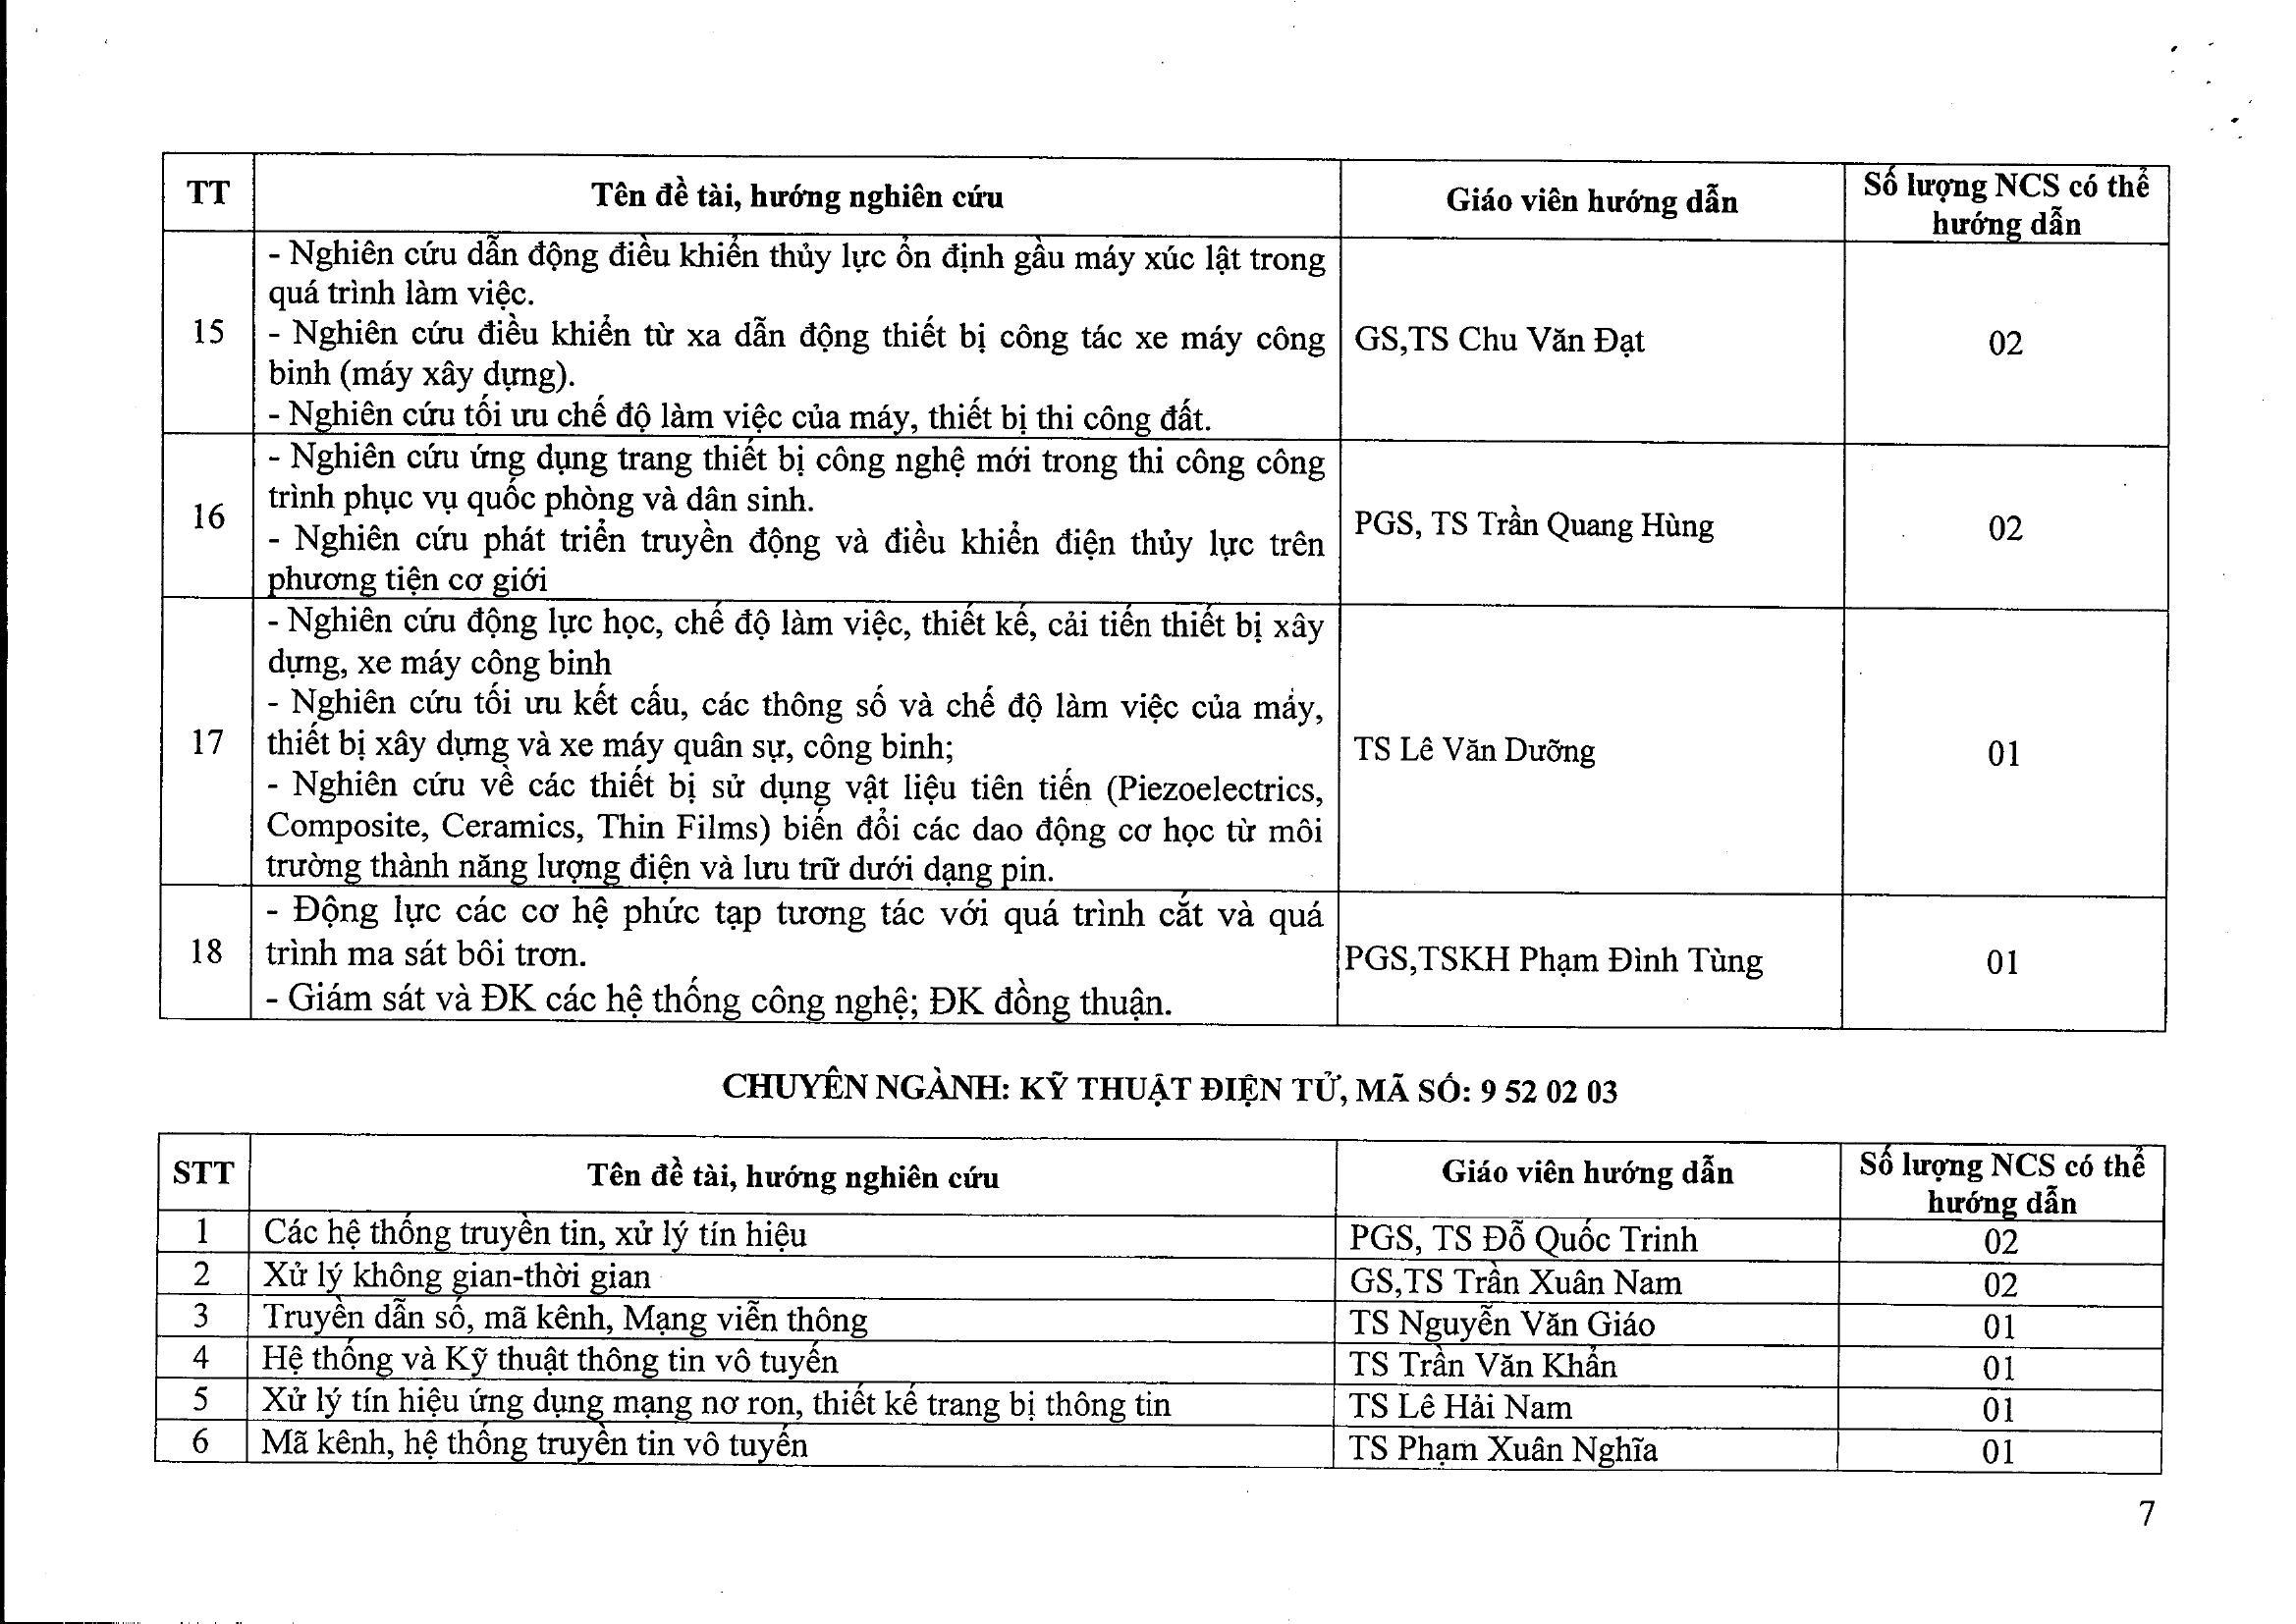 TT
Tên đề tài, hướng nghiên cứu
Giáo viên hướng dẫn
Số lượng NCS có thể
hướng dẫn
15
- Nghiên cứu dẫn động điều khiển thủy lực ổn định gầu máy xúc lật trong
quá trình làm việc.
- Nghiên cứu điều khiển từ xa dẫn động thiết bị công tác xe máy công
binh (máy xây dựng).
- Nghiên cứu tối ưu chế độ làm việc của máy, thiết bị thi công đất.
GS,TS Chu Văn Đạt
02
16
- Nghiên cứu ứng dụng trang thiết bị công nghệ mới trong thi công công
trình phục vụ quốc phòng và dân sinh.
- Nghiên cứu phát triển truyền động và điều khiển điện thủy lực trên
phương tiện cơ giới
PGS, TS Trần Quang Hùng
02
17
- Nghiên cứu động lực học, chế độ làm việc, thiết kế, cải tiến thiết bị xây
dựng, xe máy công binh
- Nghiên cứu tối ưu kết cấu, các thông số và chế độ làm việc của máy,
thiết bị xây dựng và xe máy quân sự, công binh;
- Nghiên cứu về các thiết bị sử dụng vật liệu tiên tiến (Piezoelectrics,
Composite, Ceramics, Thin Films) biến đổi các dao động cơ học từ môi
trường thành năng lượng điện và lưu trữ dưới dạng pin.
TS Lê Văn Dưỡng
01
18
- Động lực các cơ hệ phức tạp tương tác với quá trình cắt và quá
trình ma sát bôi trơn.
- Giám sát và ĐK các hệ thống công nghệ; ĐK đồng thuận.
PGS,TSKH Phạm Đình Tùng
01
CHUYÊN NGÀNH: KỸ THUẬT ĐIỆN TỬ, MÃ SỐ: 9 52 02 03
STT
Tên đề tài, hướng nghiên cứu
Giáo viên hướng dẫn
Số lượng NCS có thể
hướng dẫn
1
Các hệ thống truyền tin, xử lý tín hiệu
PGS, TS Đỗ Quốc Trinh
02
2
Xử lý không gian-thời gian
GS,TS Trần Xuân Nam
02
3
Truyền dẫn số, mã kênh, Mạng viễn thông
TS Nguyễn Văn Giáo
01
4
Hệ thống và Kỹ thuật thông tin vô tuyến
TS Trần Văn Khẩn
01
5
Xử lý tín hiệu ứng dụng mạng nơ ron, thiết kế trang bị thông tin
TS Lê Hải Nam
01
6
Mã kênh, hệ thống truyền tin vô tuyến
TS Phạm Xuân Nghĩa
01
7